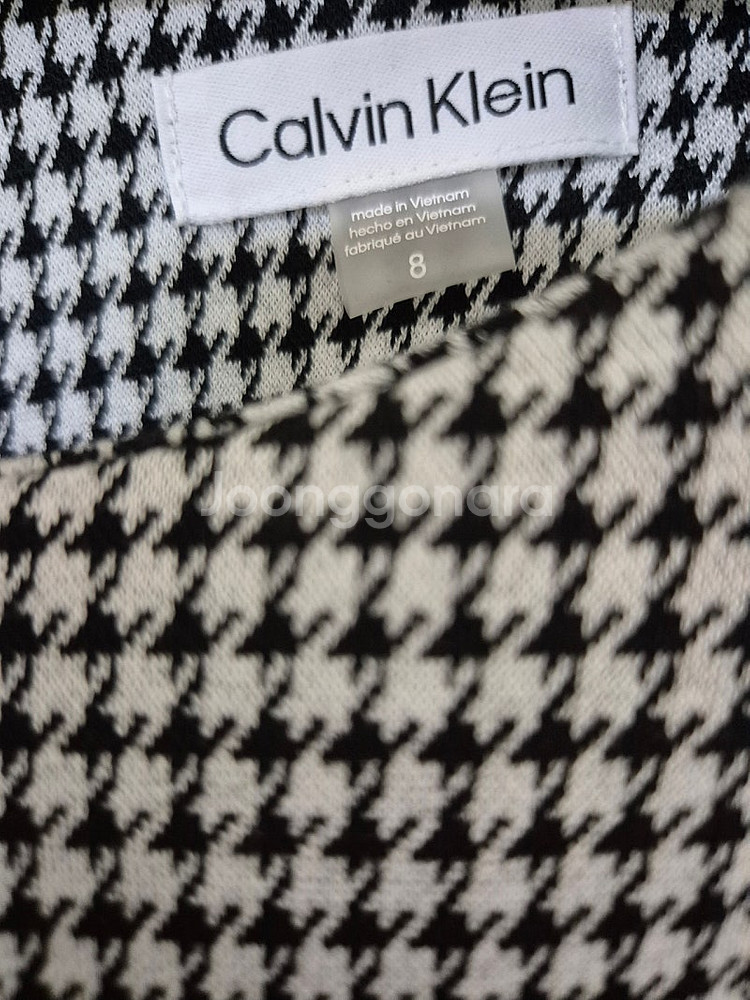 Calvin Klein
made in Vietnam
hecho en Vietnam
fabriqué au Vietnam
8
Joonggonara